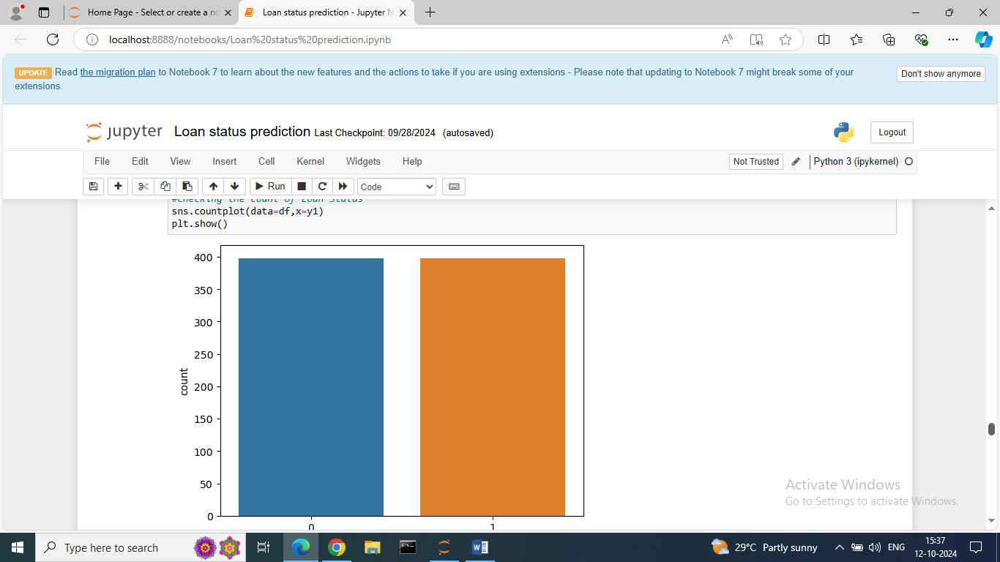 Home Page - Select or create a no
Loan status prediction - Jupyter N
localhost:8888/notebooks/Loan%20status%20prediction.ipynb
UPDATE Read the migration plan to Notebook 7 to learn about the new features and the actions to take if you are using extensions - Please note that updating to Notebook 7 might break some of your
extensions.
Don't show anymore
jupyter Loan status prediction Last Checkpoint: 09/28/2024 (autosaved)
Logout
File Edit View Insert Cell Kernel Widgets Help
Not Trusted
Python 3 (ipykernel)
Run
Code
#Checking the count of Loan Status
sns.countplot(data=df,x=y1)
plt.show()
400
350
300
250
200
150
100
50
0
count
0 1
Activate Windows
Go to Settings to activate Windows.
Type here to search
29°C Partly sunny
ENG
15:37
12-10-2024